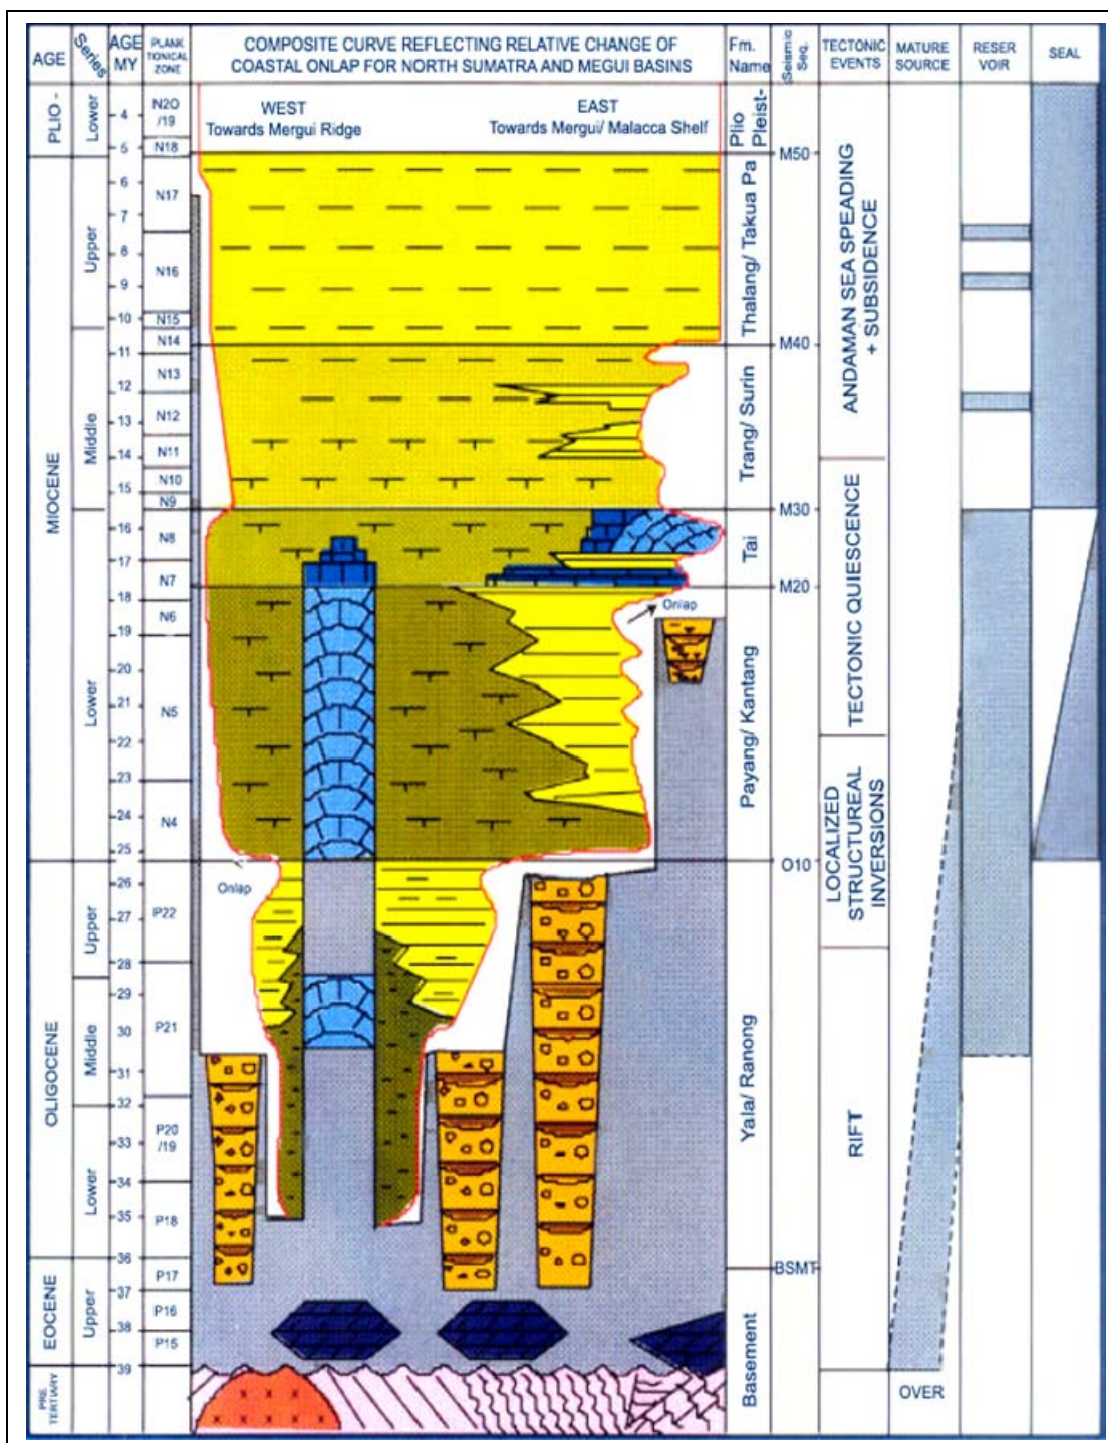 AGE
Series
AGE
MY
PLANK
TIONICAL
ZONE
COMPOSITE CURVE REFLECTING RELATIVE CHANGE OF
COASTAL ONLAP FOR NORTH SUMATRA AND MEGUI BASINS
Fm.
Name
Seismic
Seq.
TECTONIC
EVENTS
MATURE
SOURCE
RESER
VOIR
SEAL
WEST
Towards Mergui Ridge
EAST
Towards Mergui/ Malacca Shelf
PLIO -
MIOCENE
OLIGOCENE
EOCENE
PRE
TERTIARY
Lower
Upper
Middle
Lower
Upper
Middle
Lower
Upper
4
5
6
7
8
9
10
11
12
13
14
15
16
17
18
19
20
21
22
23
24
25
26
27
28
29
30
31
32
33
34
35
36
37
38
39
N20
/19
N18
N17
N16
N15
N14
N13
N12
N11
N10
N9
N8
N7
N6
N5
N4
P22
P21
P20
/19
P18
P17
P16
P15
Onlap
Onlap
Plio
Pleist-
Thalang/ Takua Pa
Trang/ Surin
Tai
Payang/ Kantang
Yala/ Ranong
Basement
M50
M40
M30
M20
O10
BSMT
ANDAMAN SEA SPEADING
+ SUBSIDENCE
TECTONIC QUIESCENCE
LOCALIZED
STRUCTUREAL
INVERSIONS
RIFT
OVER